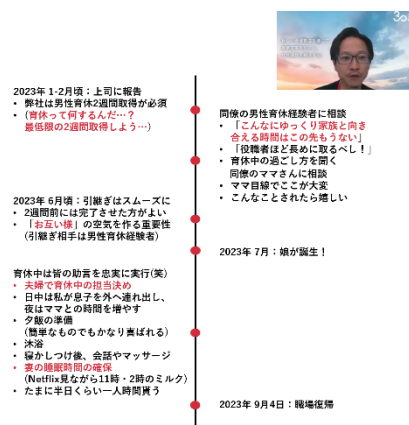 2023年 1-2月頃：上司に報告
• 弊社は男性育休2週間取得が必須
• (育休って何するんだ…？
最低限の2週間取得しよう…)
同僚の男性育休経験者に相談
• 「こんなにゆっくり家族と向き
合える時間はこの先もうない」
• 「役職者ほど長めに取るべし！」
• 育休中の過ごし方を聞く
同僚のママさんに相談
• ママ目線でここが大変
• こんなことされたら嬉しい
2023年 6月頃：引継ぎはスムーズに
• 2週間前には完了させた方がよい
• 「お互い様」の空気を作る重要性
(引継ぎ相手は男性育休経験者)
2023年 7月：娘が誕生！
育休中は皆の助言を忠実に実行(笑)
• 夫婦で育休中の担当決め
• 日中は私が息子を外へ連れ出し、
夜はママとの時間を増やす
• 夕飯の準備
(簡単なものでもかなり喜ばれる)
• 沐浴
• 寝かしつけ後、会話やマッサージ
• 妻の睡眠時間の確保
(Netflix見ながら11時・2時のミルク)
• たまに半日くらい一人時間貰う
2023年 9月4日：職場復帰